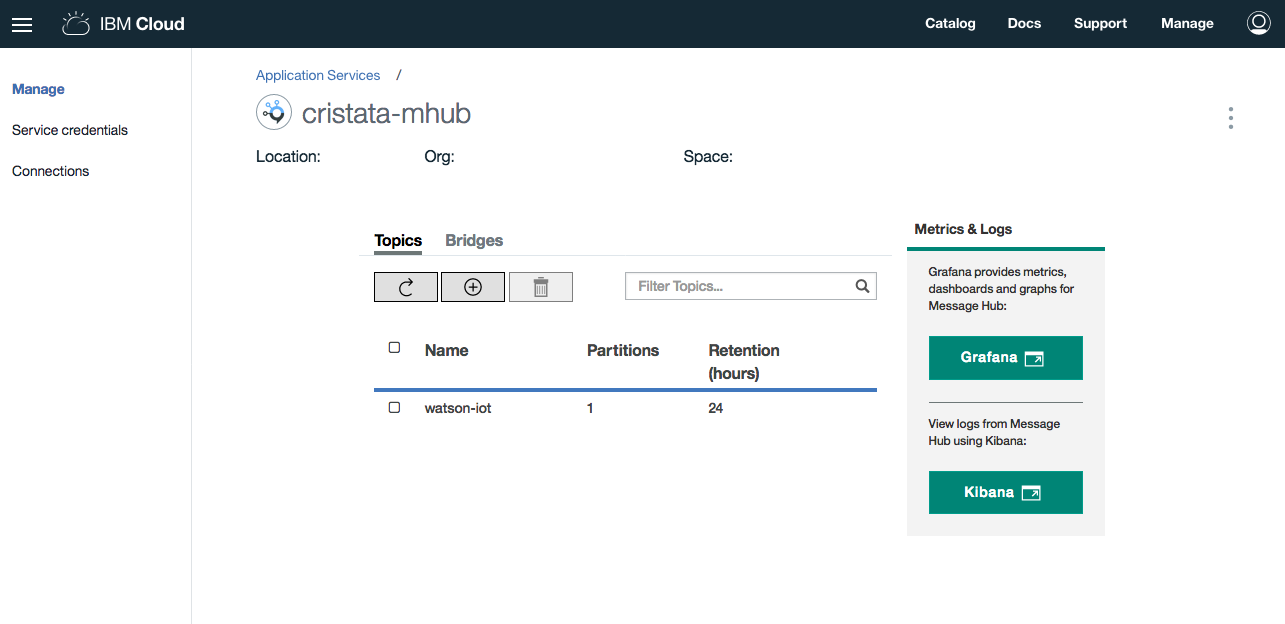 IBM Cloud
Catalog Docs Support Manage
Manage
Service credentials
Connections
Application Services /
cristata-mhub
Location: Org: Space:
Topics Bridges
Filter Topics...
Name Partitions Retention
(hours)
watson-iot 1 24
Metrics & Logs
Grafana provides metrics,
dashboards and graphs for
Message Hub:
Grafana
View logs from Message
Hub using Kibana:
Kibana